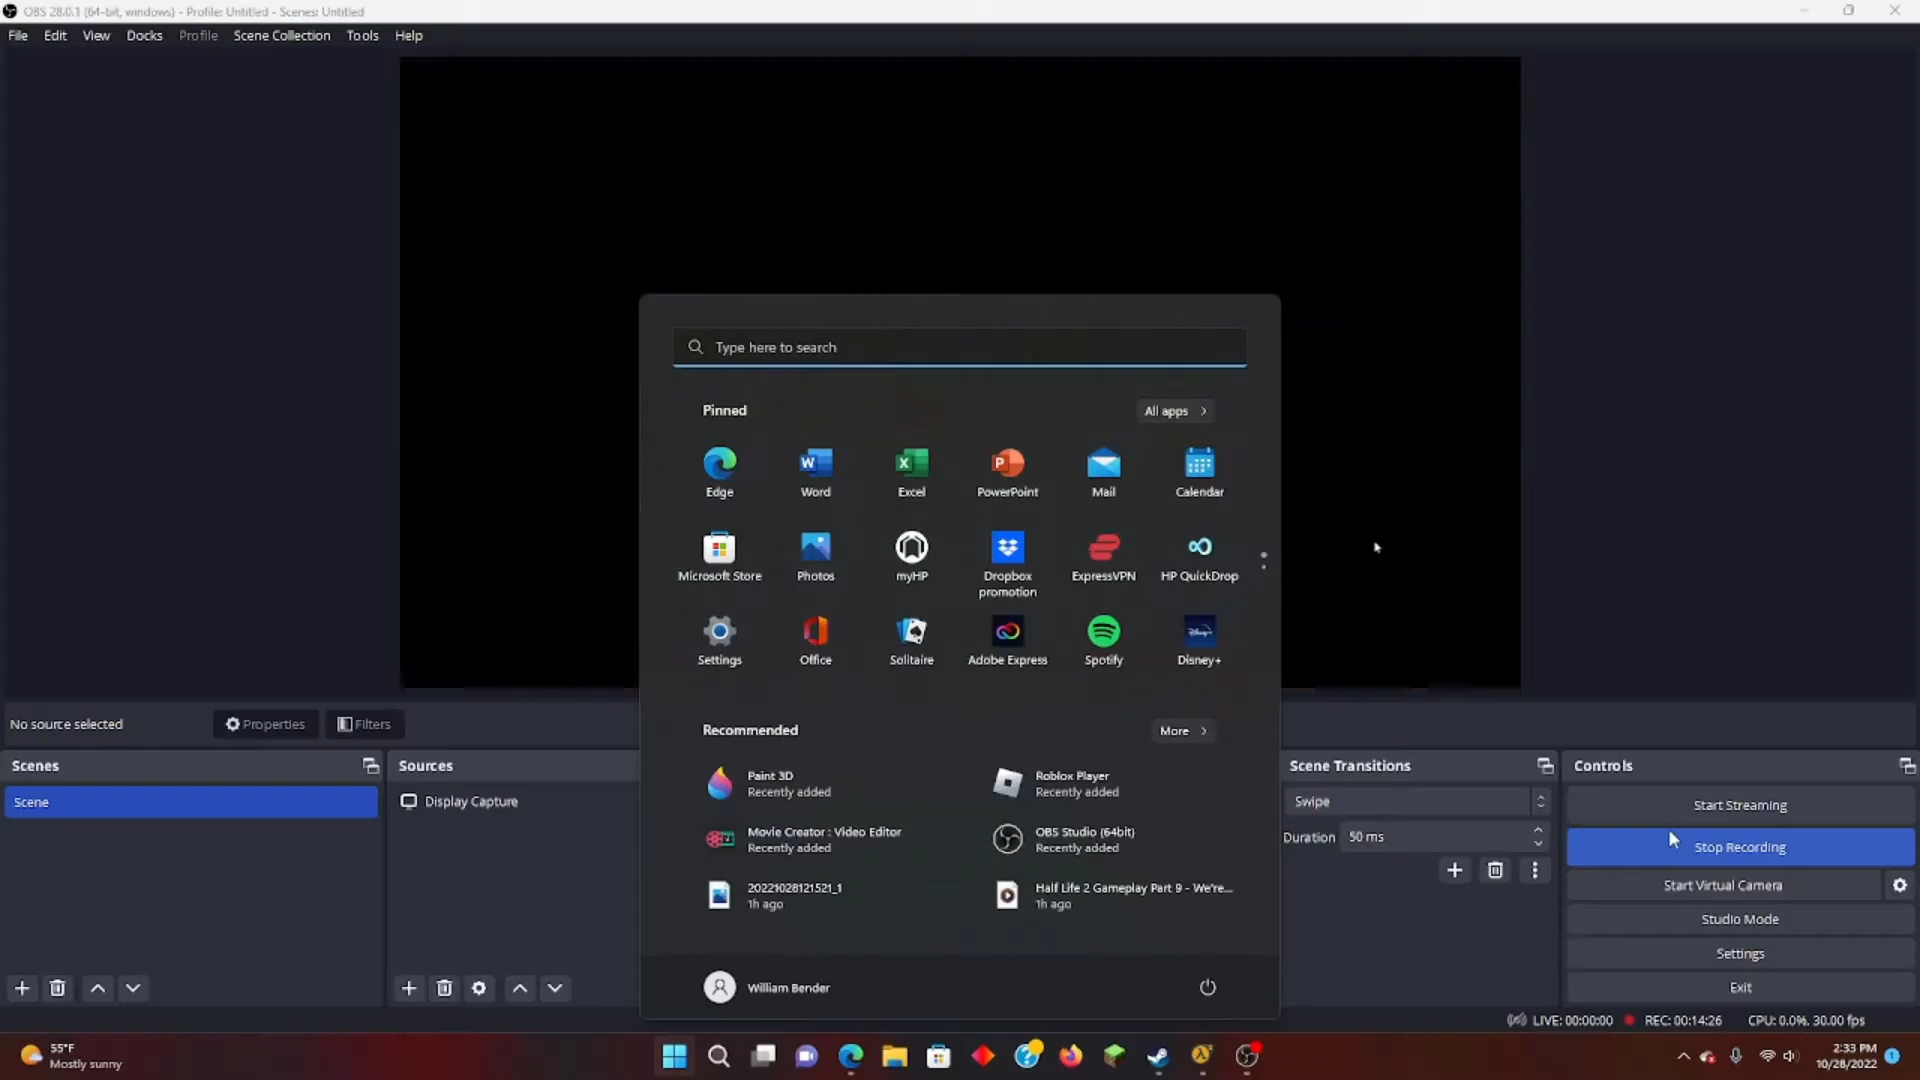 OBS 28.0.1 (64-bit, windows) - Profile: Untitled - Scenes: Untitled
File Edit View Docks Profile Scene Collection Tools Help
Type here to search
Pinned
All apps
Edge Word Excel PowerPoint Mail Calendar
Microsoft Store Photos myHP Dropbox promotion ExpressVPN HP QuickDrop
Settings Office Solitaire Adobe Express Spotify Disney+
Recommended
More
Paint 3D
Recently added
Roblox Player
Recently added
Movie Creator : Video Editor
Recently added
OBS Studio (64bit)
Recently added
20221028121521_1
1h ago
Half Life 2 Gameplay Part 9 - We're...
1h ago
William Bender
No source selected
Properties
Filters
Scenes
Scene
Sources
Display Capture
Scene Transitions
Swipe
Duration 50 ms
Controls
Start Streaming
Stop Recording
Start Virtual Camera
Studio Mode
Settings
Exit
LIVE: 00:00:00 REC: 00:14:26 CPU: 0.0%, 30.00 fps
55°F
Mostly sunny
2:33 PM
10/28/2022
1